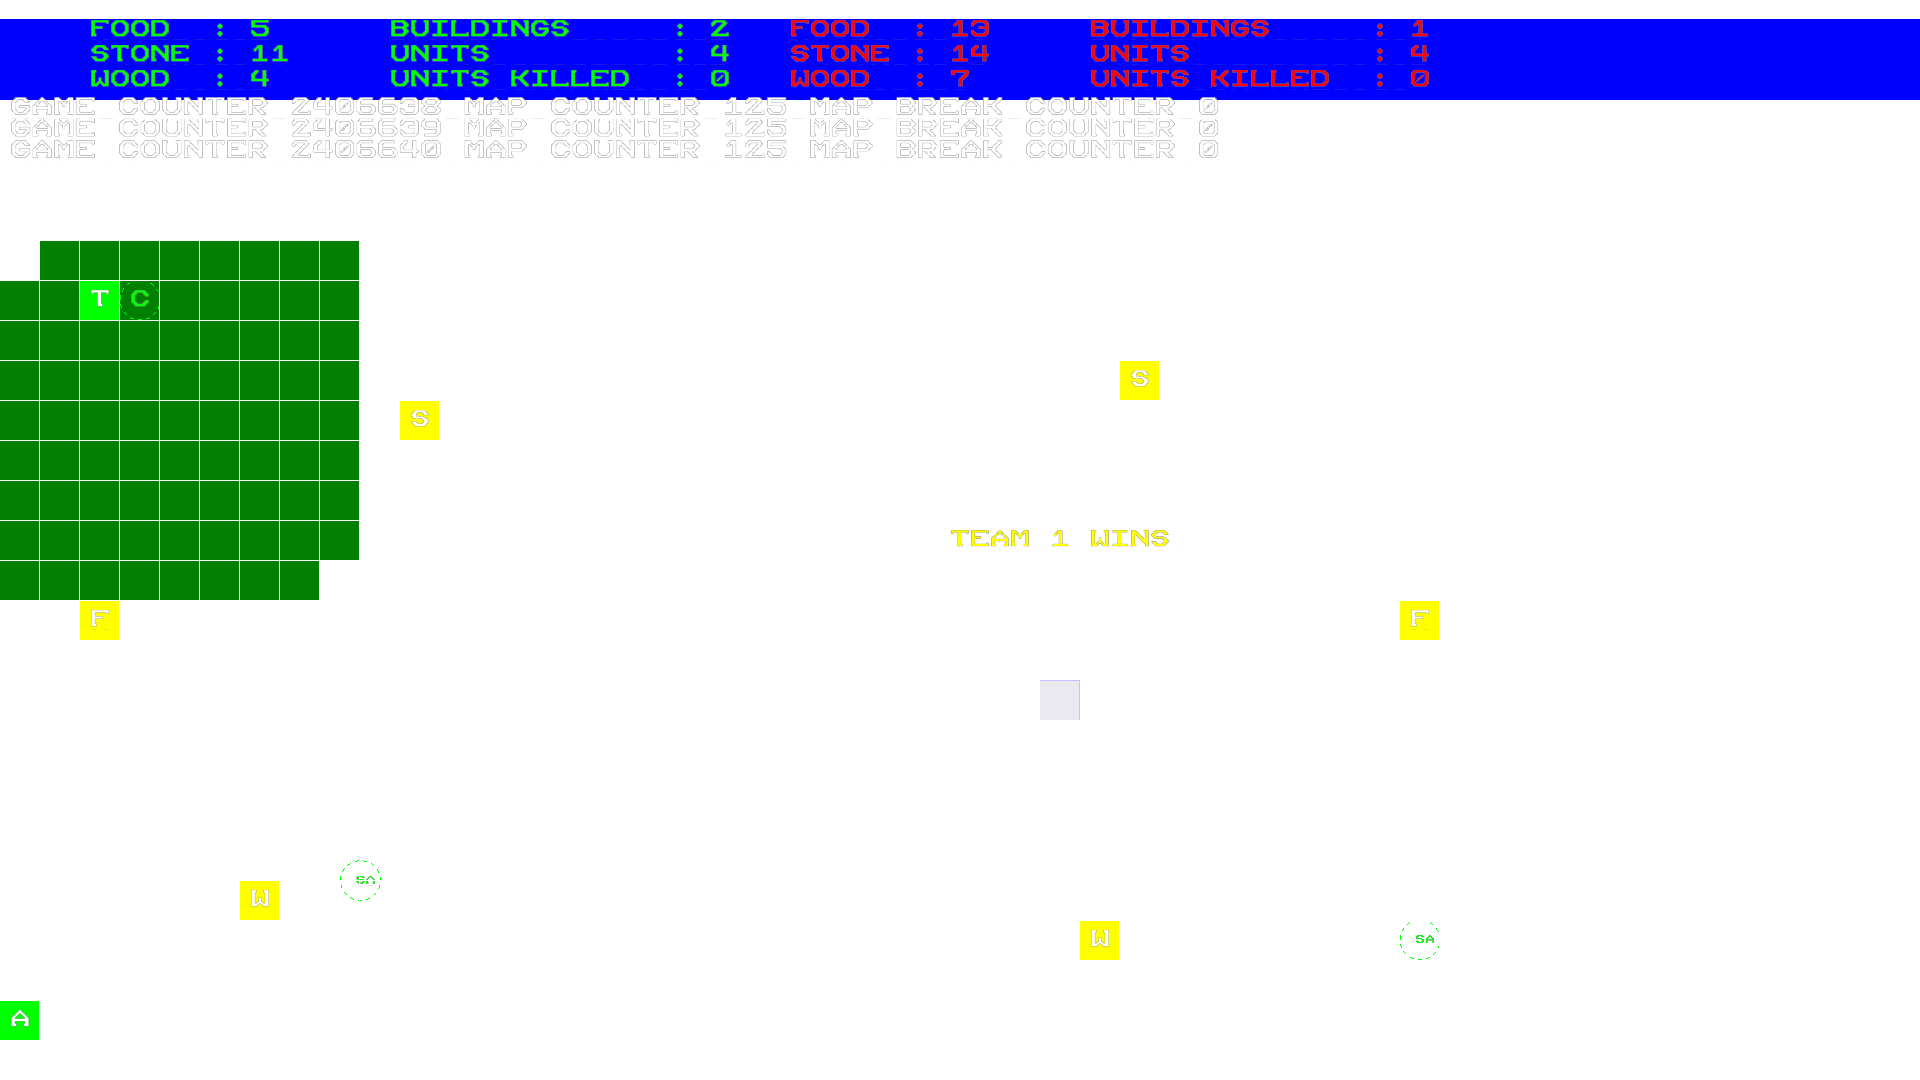 FOOD : 5 BUILDINGS : 2 FOOD : 13 BUILDINGS : 1
STONE : 11 UNITS : 4 STONE : 14 UNITS : 4
WOOD : 4 UNITS KILLED : 0 WOOD : 7 UNITS KILLED : 0
GAME COUNTER 2406638 MAP COUNTER 125 MAP BREAK COUNTER 0
GAME COUNTER 2406639 MAP COUNTER 125 MAP BREAK COUNTER 0
GAME COUNTER 2406640 MAP COUNTER 125 MAP BREAK COUNTER 0
T C
S
S
TEAM 1 WINS
F F
SA
W
W SA
A